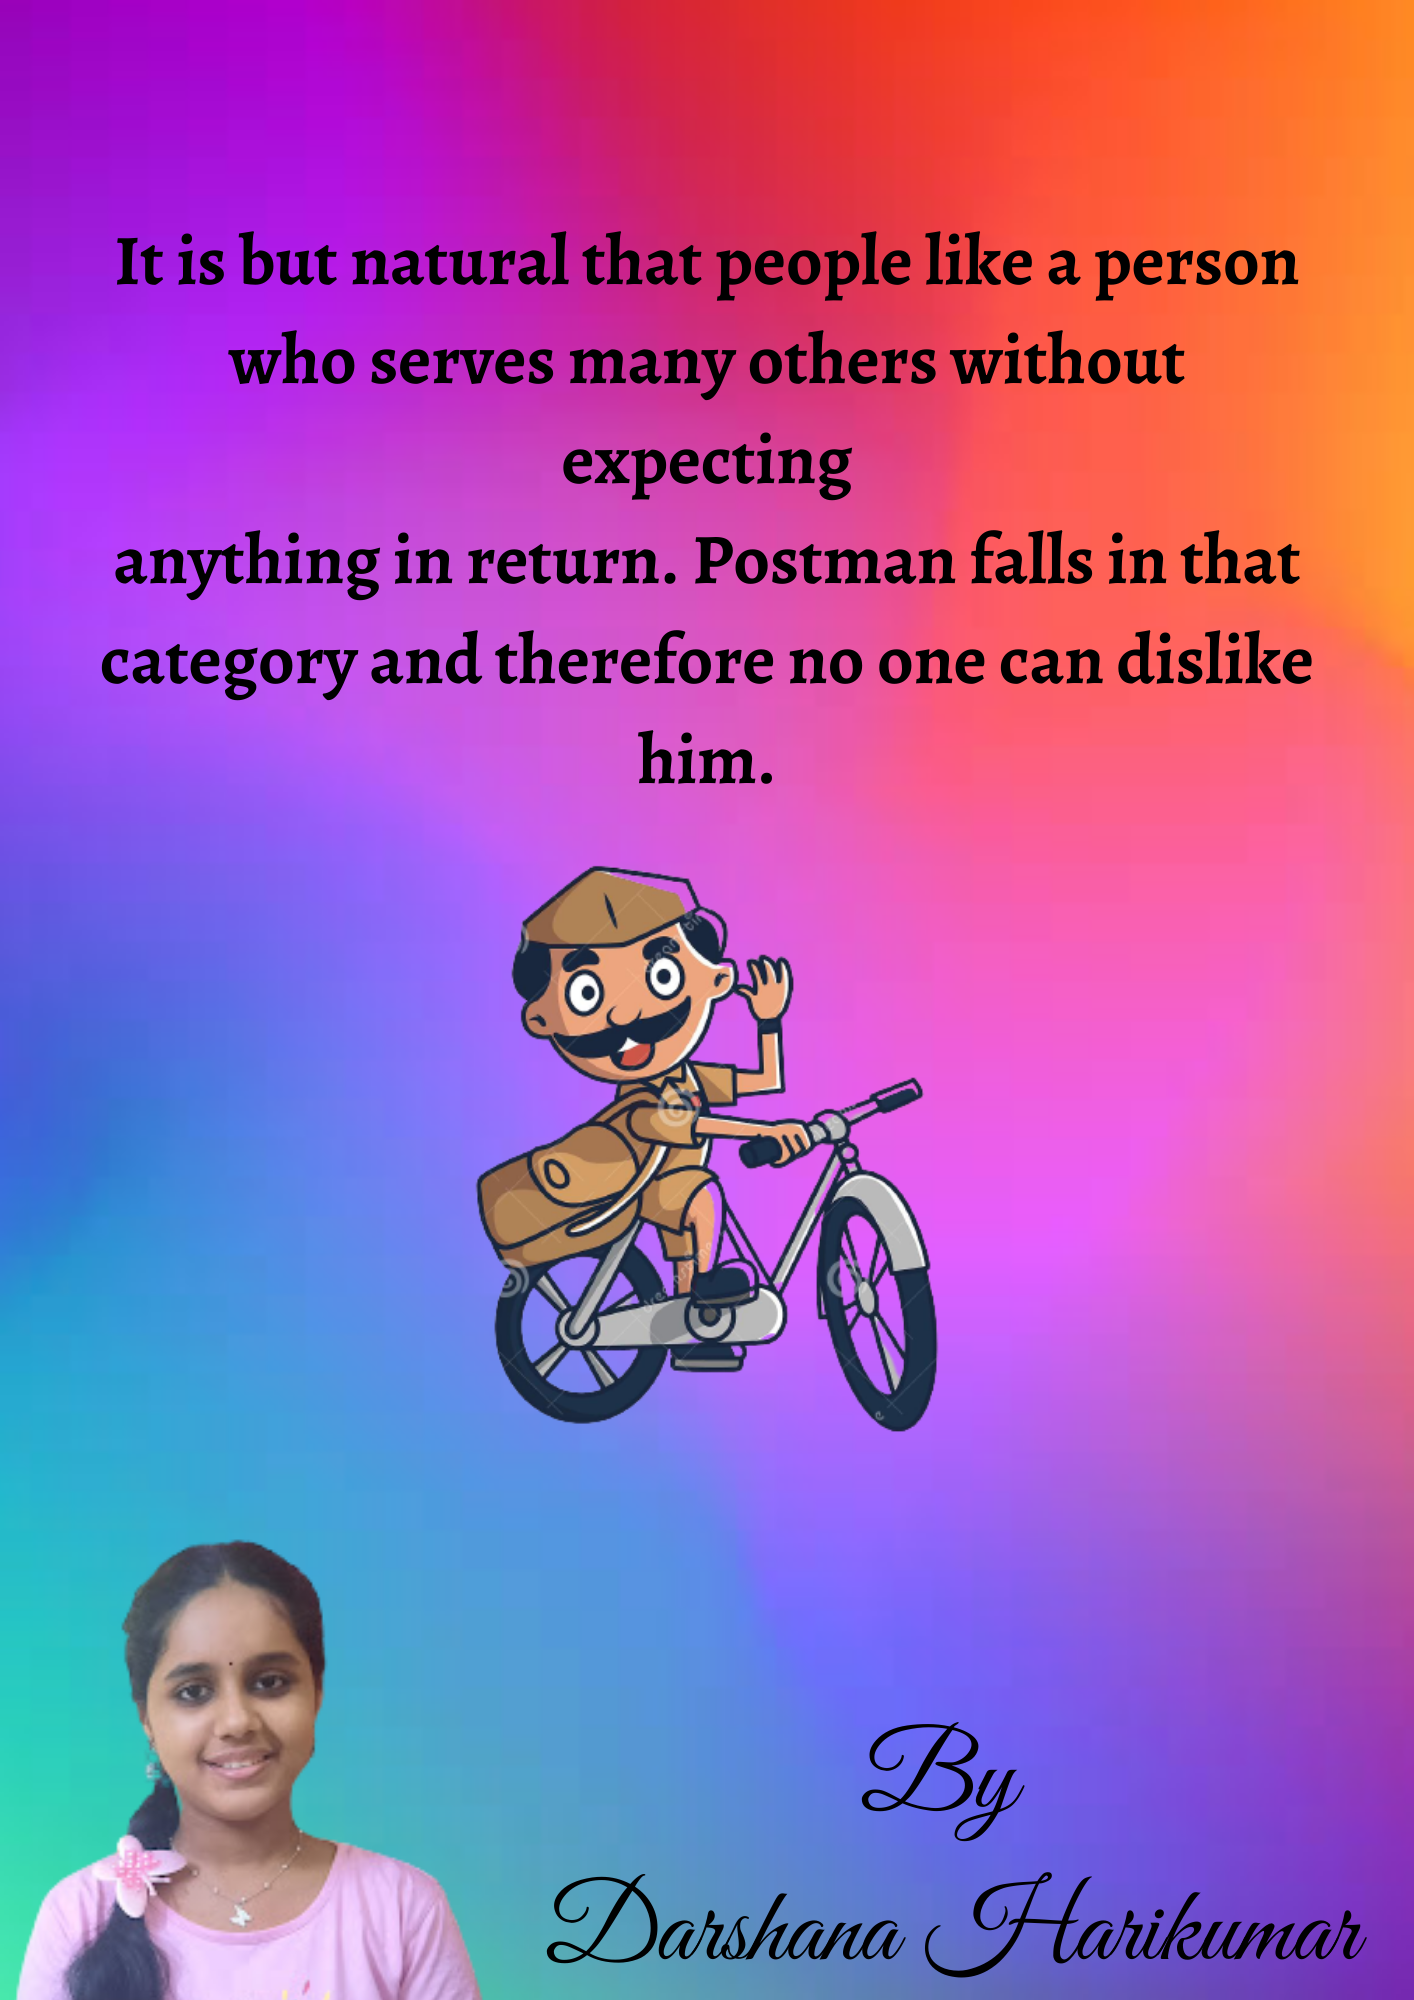 It is but natural that people like a person
who serves many others without
expecting
anything in return. Postman falls in that
category and therefore no one can dislike
him.
By
Darshana Harikumar